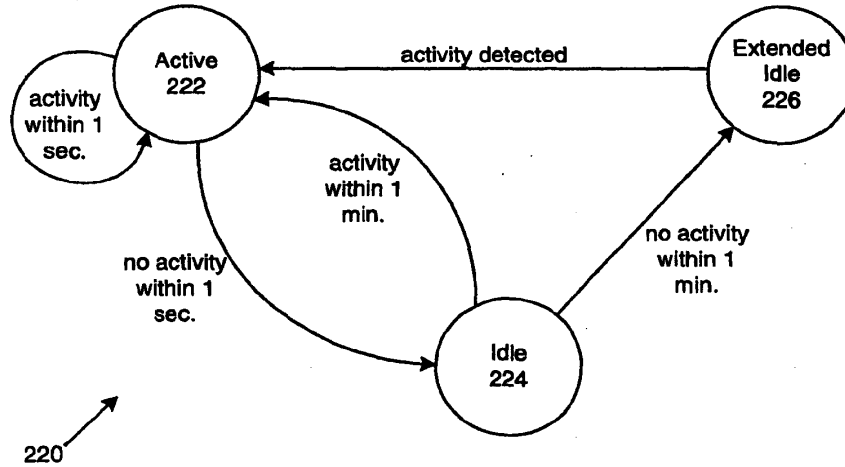 Active
222
activity detected
Extended
Idle
226
activity
within 1
sec.
activity
within 1
min.
no activity
within 1
sec.
no activity
within 1
min.
Idle
224
220